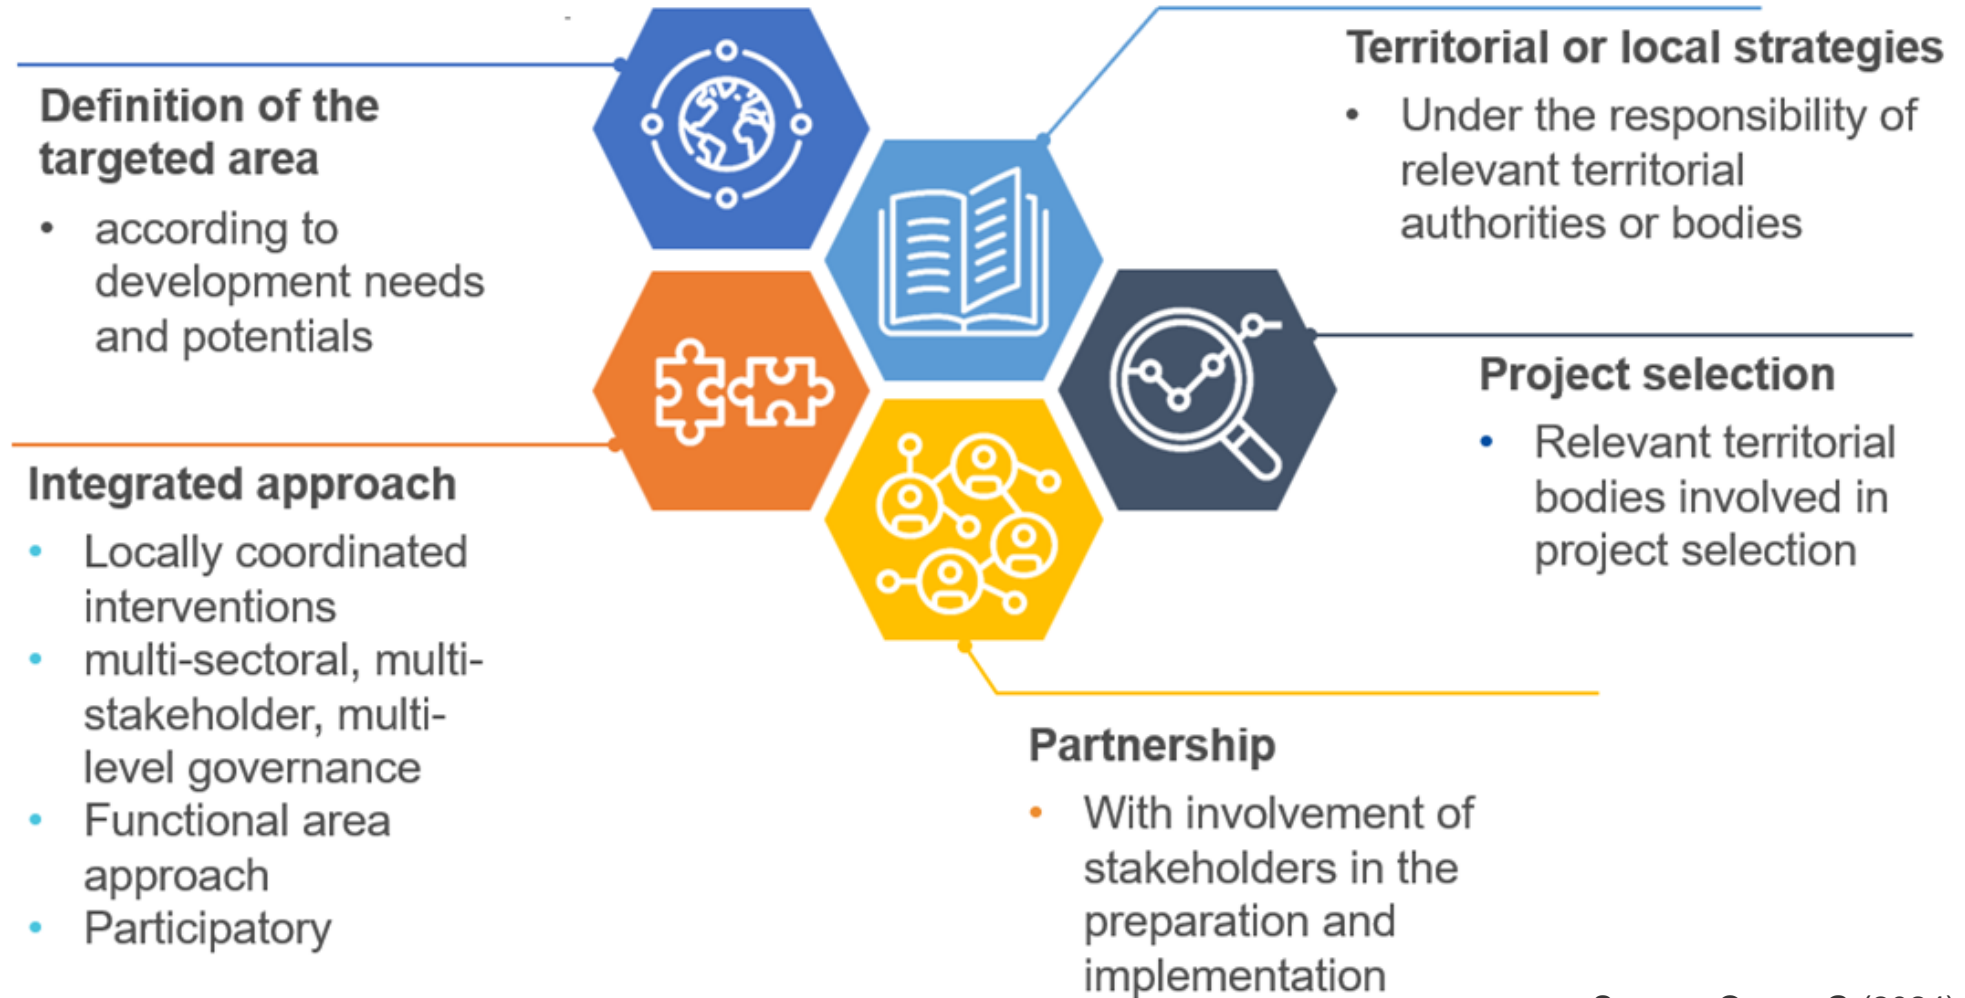 Definition of the
targeted area
• according to
development needs
and potentials
Integrated approach
• Locally coordinated
interventions
• multi-sectoral, multi-
stakeholder, multi-
level governance
• Functional area
approach
• Participatory
Territorial or local strategies
• Under the responsibility of
relevant territorial
authorities or bodies
Project selection
• Relevant territorial
bodies involved in
project selection
Partnership
• With involvement of
stakeholders in the
preparation and
implementation